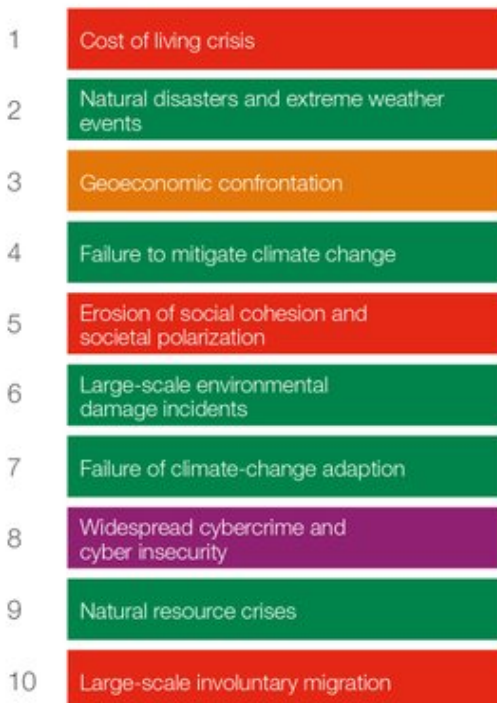 1 Cost of living crisis
2 Natural disasters and extreme weather
events
3 Geoeconomic confrontation
4 Failure to mitigate climate change
5 Erosion of social cohesion and
societal polarization
6 Large-scale environmental
damage incidents
7 Failure of climate-change adaption
8 Widespread cybercrime and
cyber insecurity
9 Natural resource crises
10 Large-scale involuntary migration